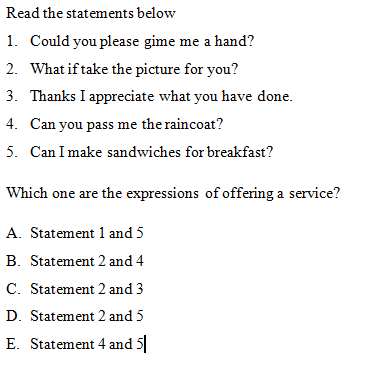 Read the statements below
1. Could you please gime me a hand?
2. What if take the picture for you?
3. Thanks I appreciate what you have done.
4. Can you pass me the raincoat?
5. Can I make sandwiches for breakfast?
Which one are the expressions of offering a service?
A. Statement 1 and 5
B. Statement 2 and 4
C. Statement 2 and 3
D. Statement 2 and 5
E. Statement 4 and 5